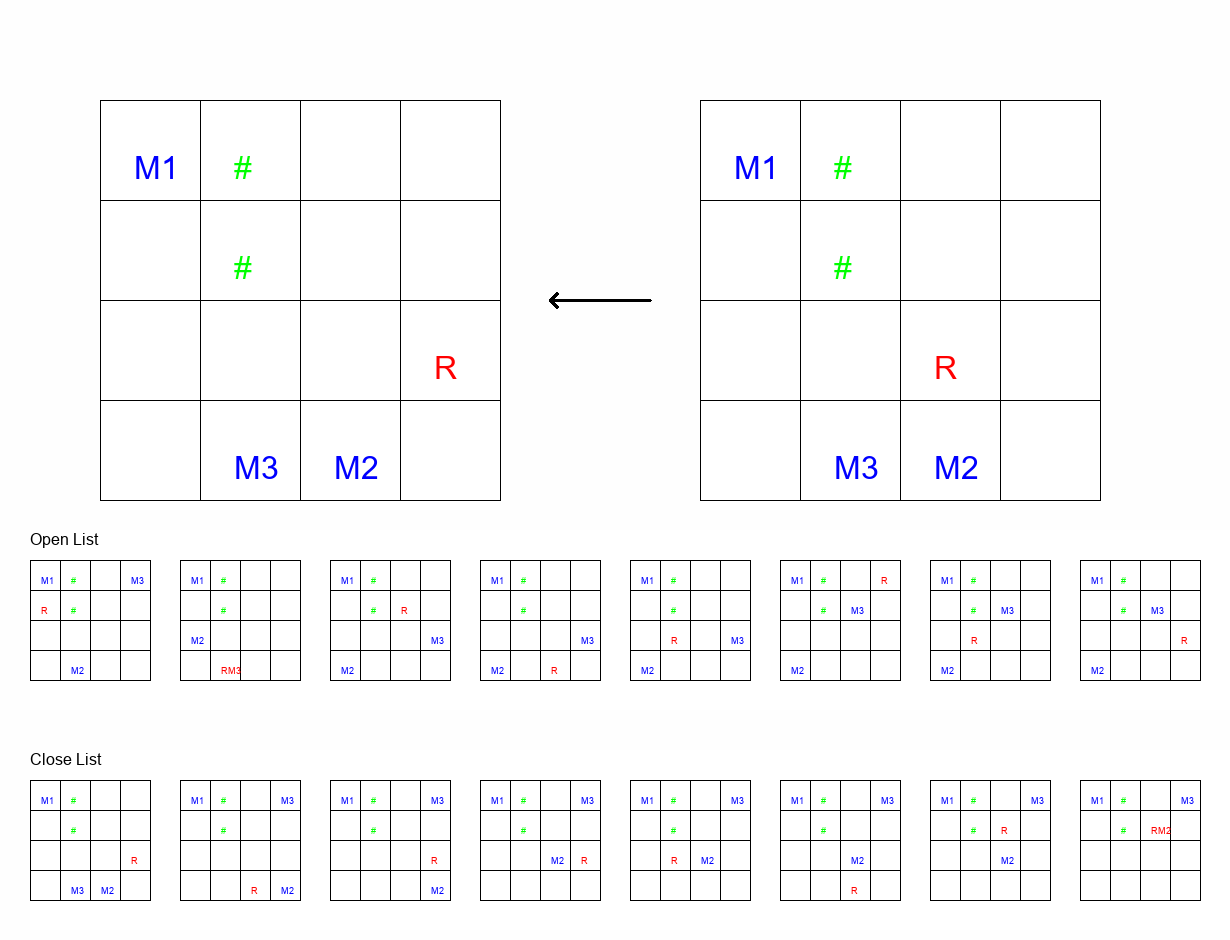 M1 # M1 #
# #
R R
M3 M2 M3 M2
Open List
M1 # M3 M1 # M1 # M1 # M1 # M1 # R M1 # M1 #
R # # # R # # # M3 # M3 # M3
M2 M3 M3 R M3 R R
M2 RM3 M2 M2 R M2 M2 M2 M2
Close List
M1 # M1 # M3 M1 # M3 M1 # M3 M1 # M3 M1 # M3 M1 # M3 M1 # M3
# # # # # # # R # RM2
R R M2 R R M2 M2 M2
M3 M2 R M2 M2 R